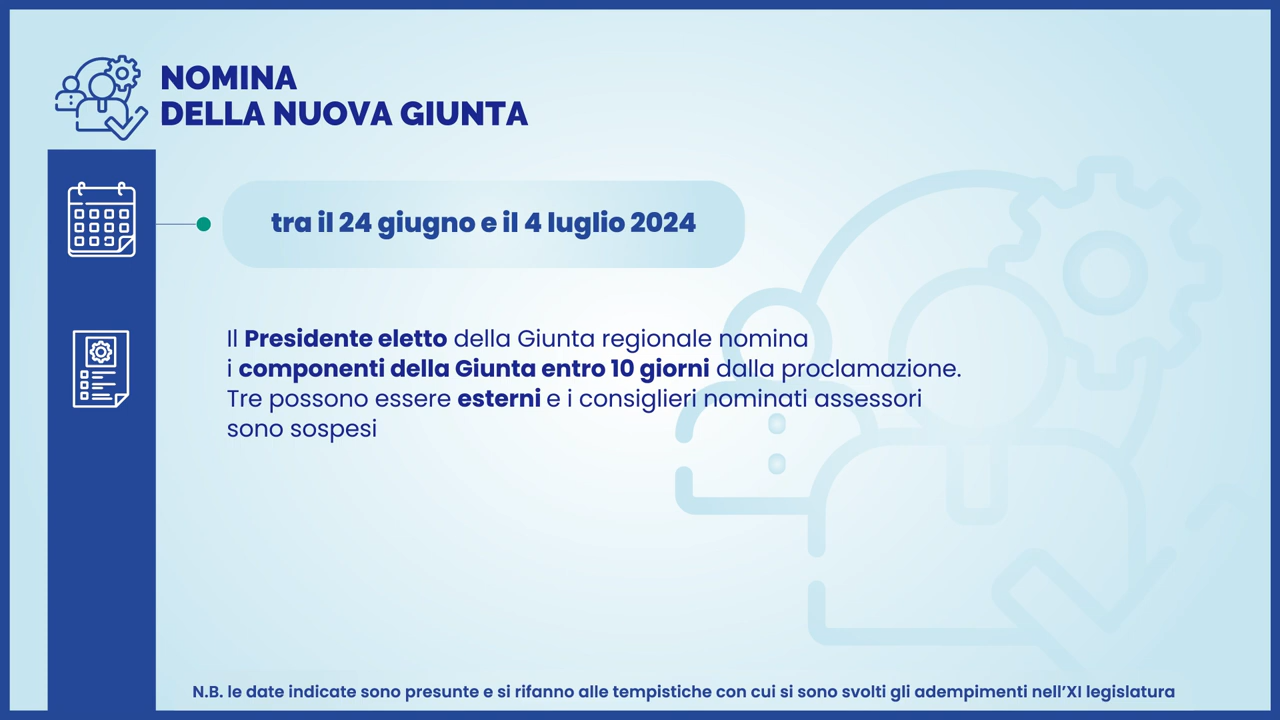 NOMINA
DELLA NUOVA GIUNTA
tra il 24 giugno e il 4 luglio 2024
Il Presidente eletto della Giunta regionale nomina
i componenti della Giunta entro 10 giorni dalla proclamazione.
Tre possono essere esterni e i consiglieri nominati assessori
sono sospesi
N.B. le date indicate sono presunte e si rifanno alle tempistiche con cui si sono svolti gli adempimenti nell’XI legislatura